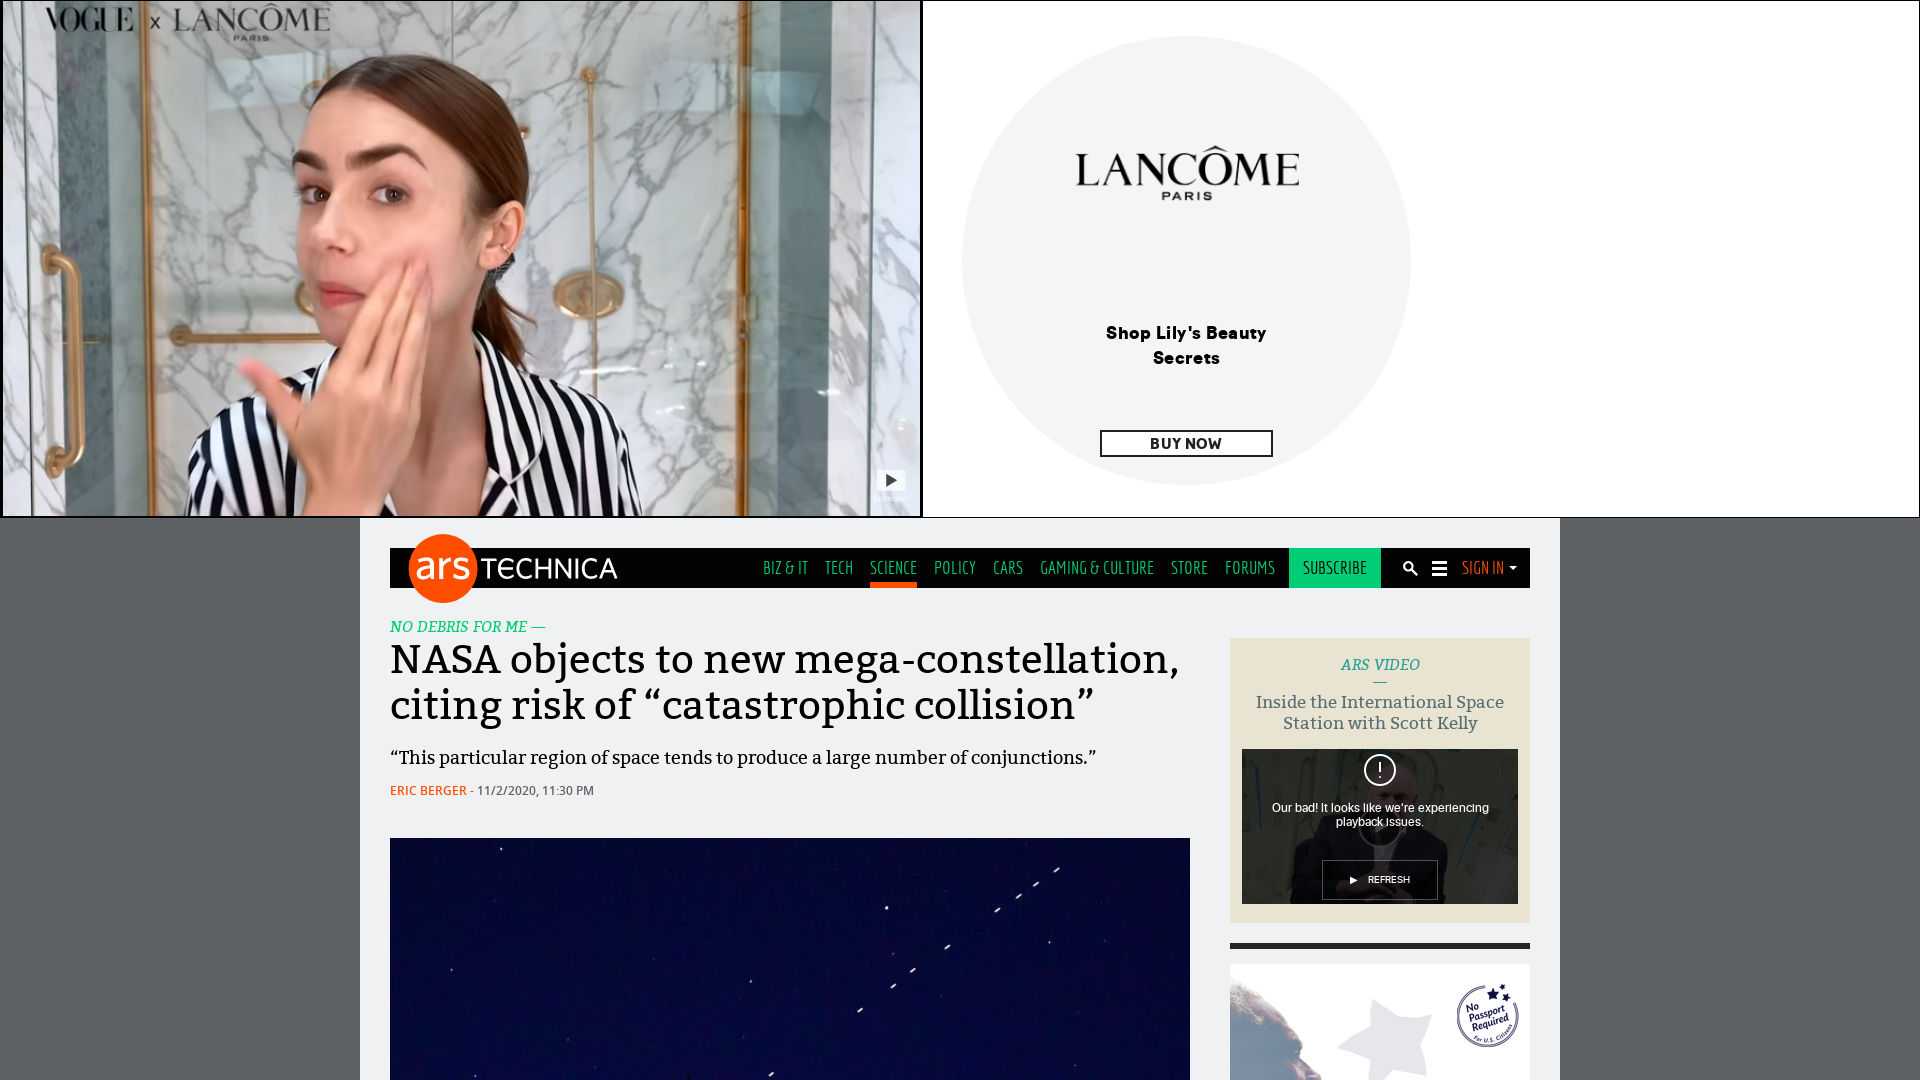 VOGUE x LANCÔME
PARIS
LANCÔME
PARIS
Shop Lily's Beauty
Secrets
BUY NOW
ars TECHNICA
BIZ & IT TECH SCIENCE POLICY CARS GAMING & CULTURE STORE FORUMS SUBSCRIBE SIGN IN
NO DEBRIS FOR ME —
NASA objects to new mega-constellation,
citing risk of “catastrophic collision”
“This particular region of space tends to produce a large number of conjunctions.”
ERIC BERGER - 11/2/2020, 11:30 PM
ARS VIDEO
Inside the International Space
Station with Scott Kelly
Our bad! It looks like we're experiencing
playback issues.
REFRESH
No
Passport
Required
For U.S. Citizens